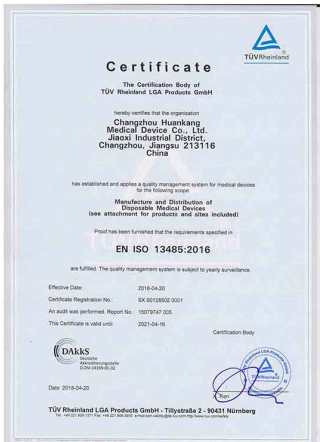 TÜVRheinland
Certificate
The Certification Body of
TÜV Rheinland LGA Products GmbH
hereby certifies that the organization
Changzhou Huankang
Medical Device Co., Ltd.
Jiaoxi Industrial District,
Changzhou, Jiangsu 213116
China
has established and applies a quality management system for medical devices
for the following scope:
Manufacture and Distribution of
Disposable Medical Devices
(see attachment for products and sites included)
Proof has been furnished that the requirements specified in
EN ISO 13485:2016
are fulfilled. The quality management system is subject to yearly surveillance.
Effective Date: 2018-04-20
Certificate Registration No.: SX 60128502 0001
An audit was performed. Report No.: 15079747 005
This Certificate is valid until: 2021-04-16
Certification Body
DAkkS
Deutsche
Akkreditierungsstelle
D-ZM-14169-01-02
Date 2018-04-20
TÜV Rheinland LGA Products GmbH - Tillystraße 2 - 90431 Nürnberg